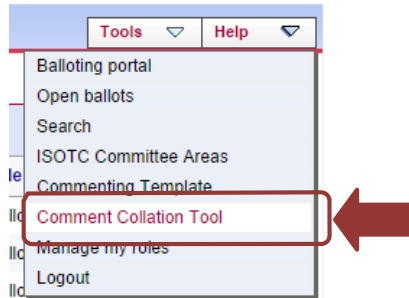 Tools Help
Balloting portal
Open ballots
Search
ISOTC Committee Areas
Commenting Template
Comment Collation Tool
Manage my roles
Logout